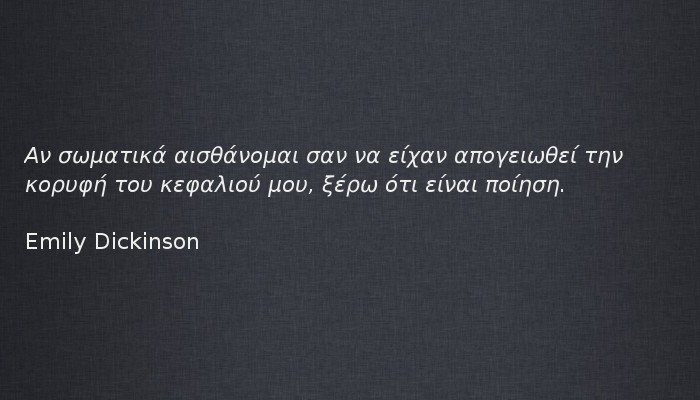 Αν σωματικά αισθάνομαι σαν να είχαν απογειωθεί την
κορυφή του κεφαλιού μου, ξέρω ότι είναι ποίηση.
Emily Dickinson